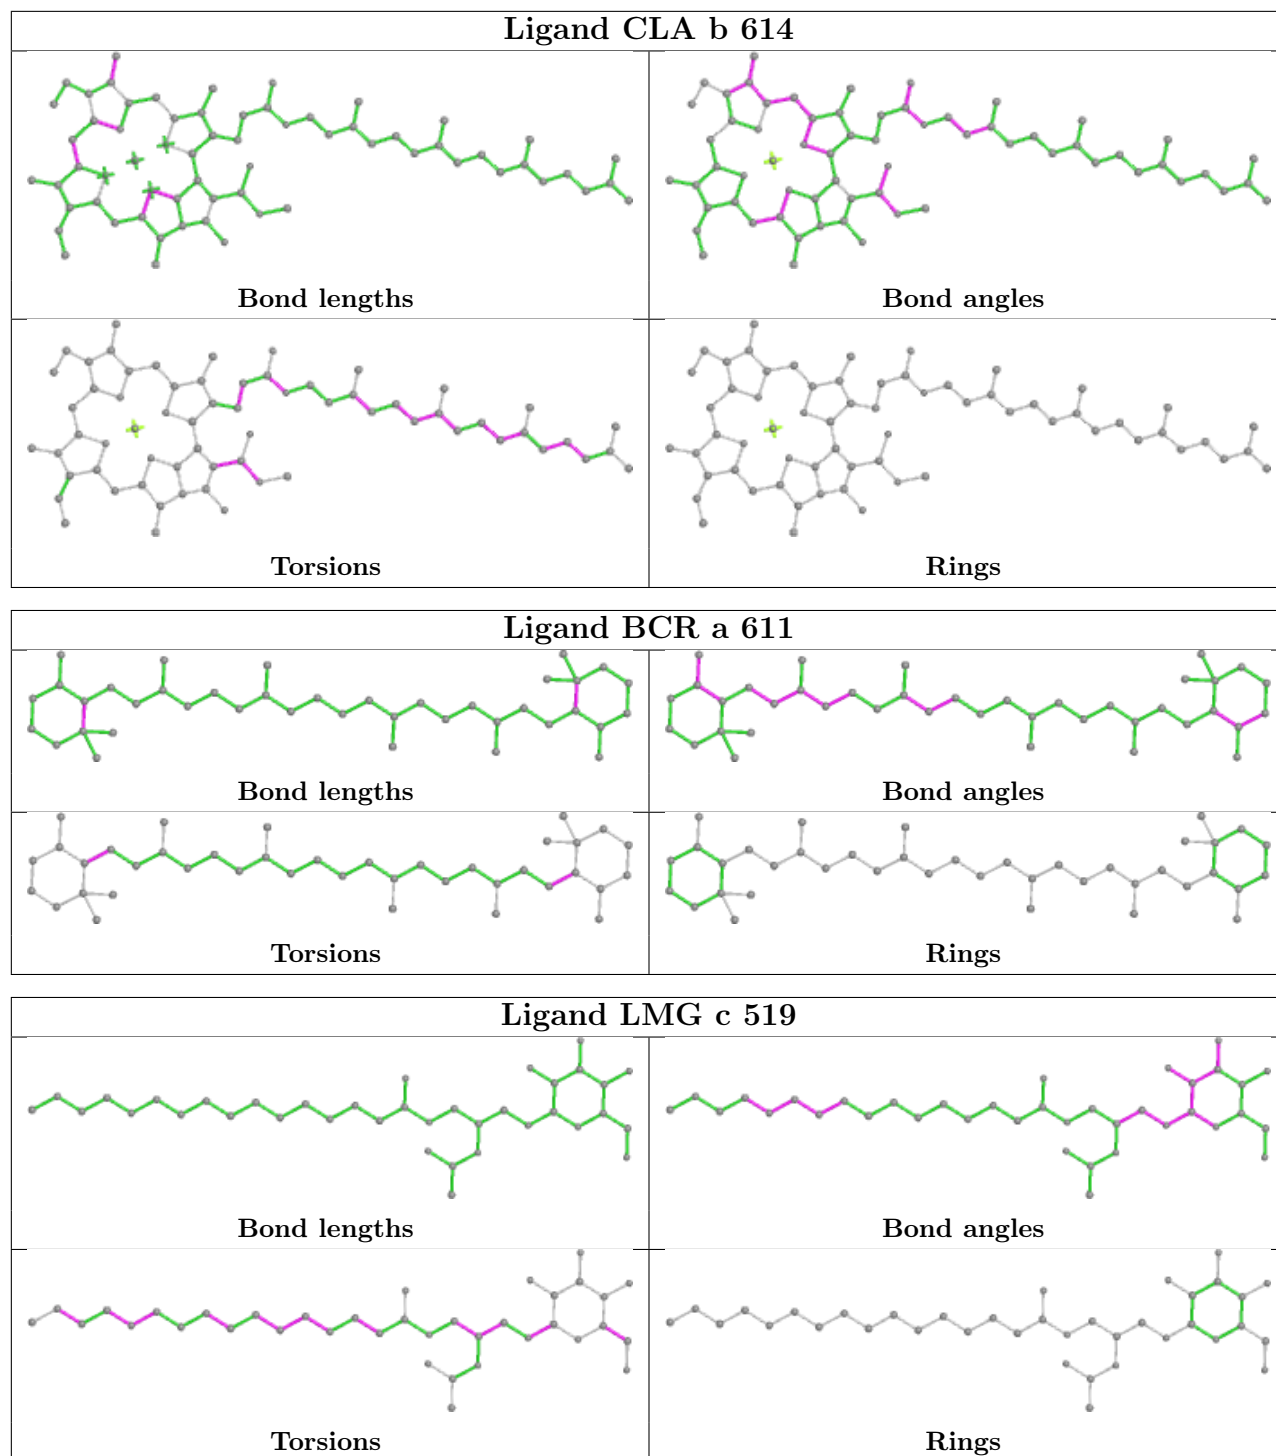 Ligand CLA b 614
Bond lengths
Bond angles
Torsions
Rings
Ligand BCR a 611
Bond lengths
Bond angles
Torsions
Rings
Ligand LMG c 519
Bond lengths
Bond angles
Torsions
Rings